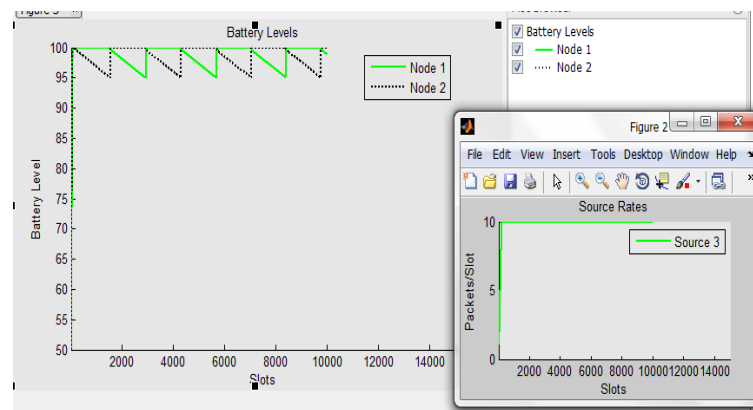 Battery Levels
Battery Level
100
95
90
85
80
75
70
65
60
55
50
2000 4000 6000 8000 10000 12000 14000
Slots
Node 1
Node 2
Battery Levels
Node 1
Node 2
Figure 2
File Edit View Insert Tools Desktop Window Help
Source Rates
Packets/Slot
10
5
0
2000 4000 6000 8000 10000 12000 14000
Slots
Source 3